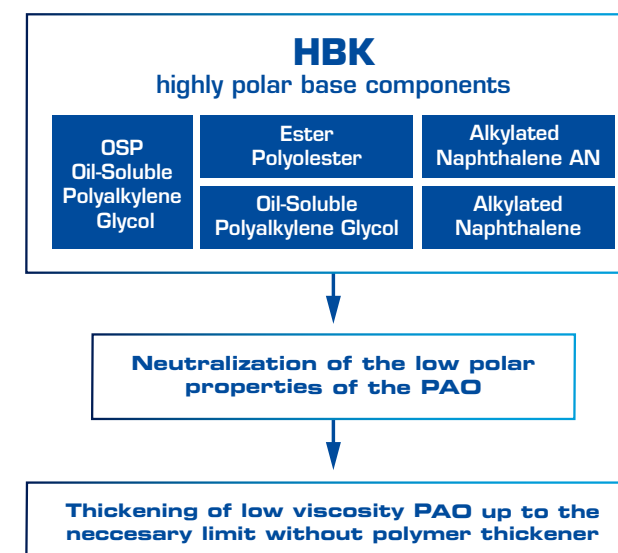 HBK
highly polar base components
OSP
Oil-Soluble
Polyalkylene
Glycol
Ester
Polyolester
Alkylated
Naphthalene AN
Oil-Soluble
Polyalkylene Glycol
Alkylated
Naphthalene
Neutralization of the low polar
properties of the PAO
Thickening of low viscosity PAO up to the
neccesary limit without polymer thickener